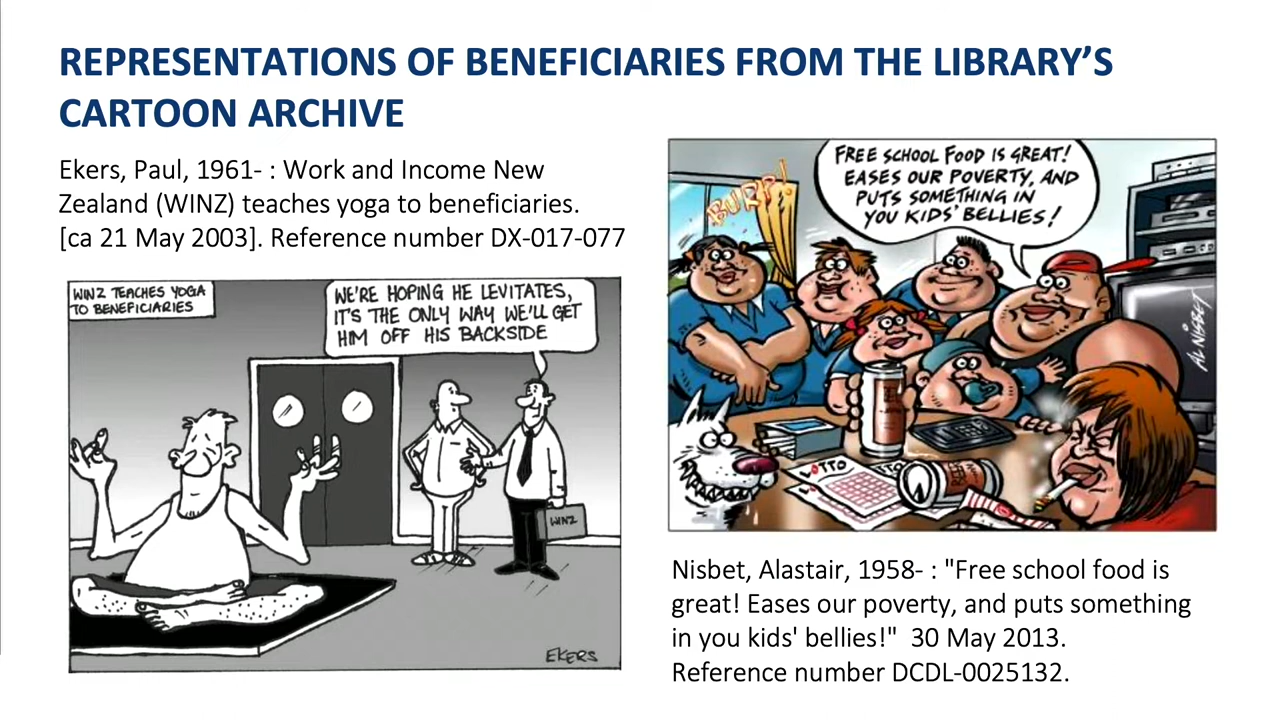 REPRESENTATIONS OF BENEFICIARIES FROM THE LIBRARY’S
CARTOON ARCHIVE
Ekers, Paul, 1961- : Work and Income New
Zealand (WINZ) teaches yoga to beneficiaries.
[ca 21 May 2003]. Reference number DX-017-077
WINZ TEACHES YOGA
TO BENEFICIARIES
WE'RE HOPING HE LEVITATES,
IT'S THE ONLY WAY WE'LL GET
HIM OFF HIS BACKSIDE
WINZ
EKERS
BURP!
FREE SCHOOL FOOD IS GREAT!
EASES OUR POVERTY, AND
PUTS SOMETHING IN
YOU KIDS' BELLIES!
AL NISBET
LOTTO
Nisbet, Alastair, 1958- : "Free school food is
great! Eases our poverty, and puts something
in you kids' bellies!"  30 May 2013.
Reference number DCDL-0025132.